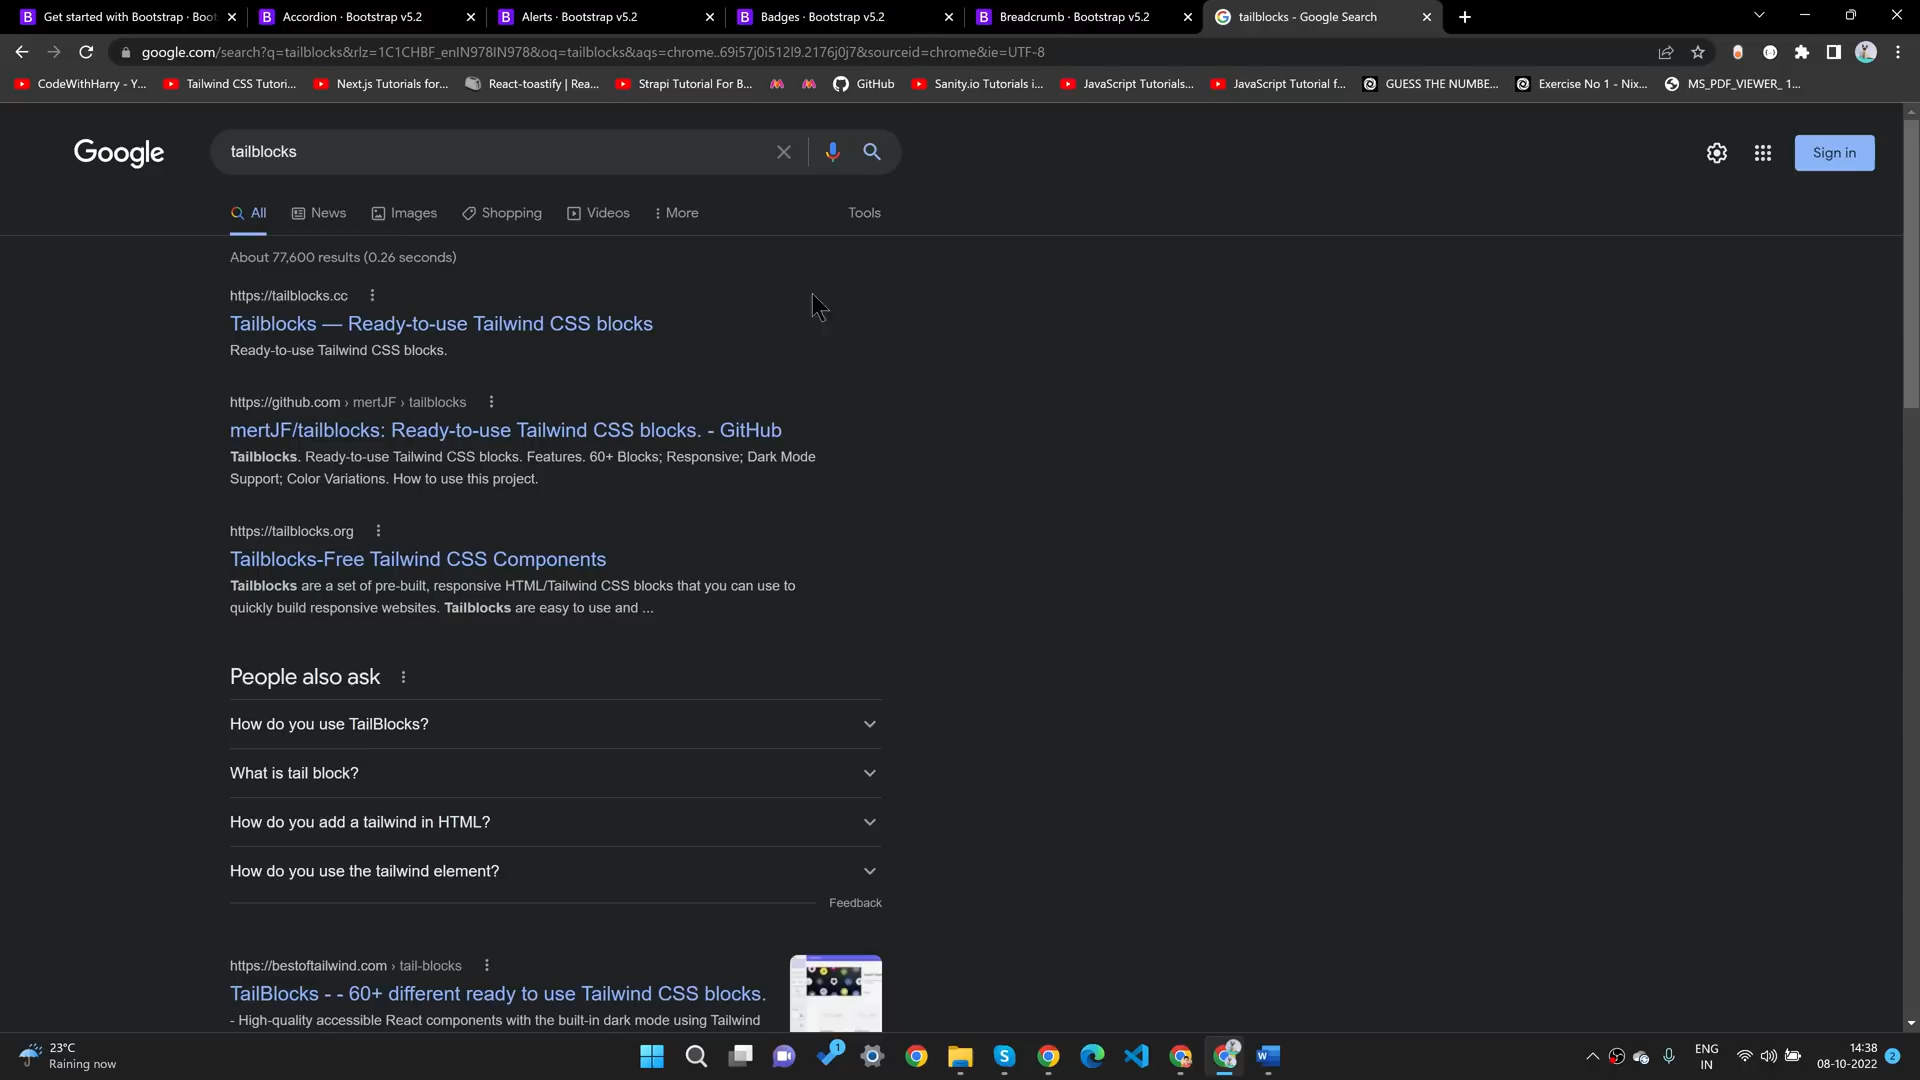 Get started with Bootstrap · Boot
Accordion · Bootstrap v5.2
Alerts · Bootstrap v5.2
Badges · Bootstrap v5.2
Breadcrumb · Bootstrap v5.2
tailblocks - Google Search
google.com/search?q=tailblocks&rlz=1C1CHBF_enIN978IN978&oq=tailblocks&aqs=chrome..69i57j0i512l9.2176j0j7&sourceid=chrome&ie=UTF-8
CodeWithHarry - Y...
Tailwind CSS Tutori...
Next.js Tutorials for...
React-toastify | Rea...
Strapi Tutorial For B...
GitHub
Sanity.io Tutorials i...
JavaScript Tutorials...
JavaScript Tutorial f...
GUESS THE NUMBE...
Exercise No 1 - Nix...
MS_PDF_VIEWER_ 1...
Google
tailblocks
Sign in
All
News
Images
Shopping
Videos
More
Tools
About 77,600 results (0.26 seconds)
https://tailblocks.cc
Tailblocks — Ready-to-use Tailwind CSS blocks
Ready-to-use Tailwind CSS blocks.
https://github.com › mertJF › tailblocks
mertJF/tailblocks: Ready-to-use Tailwind CSS blocks. - GitHub
Tailblocks. Ready-to-use Tailwind CSS blocks. Features. 60+ Blocks; Responsive; Dark Mode
Support; Color Variations. How to use this project.
https://tailblocks.org
Tailblocks-Free Tailwind CSS Components
Tailblocks are a set of pre-built, responsive HTML/Tailwind CSS blocks that you can use to
quickly build responsive websites. Tailblocks are easy to use and ...
People also ask
How do you use TailBlocks?
What is tail block?
How do you add a tailwind in HTML?
How do you use the tailwind element?
Feedback
https://bestoftailwind.com › tail-blocks
TailBlocks - - 60+ different ready to use Tailwind CSS blocks.
- High-quality accessible React components with the built-in dark mode using Tailwind
23°C
Raining now
1
ENG
IN
14:38
08-10-2022
2